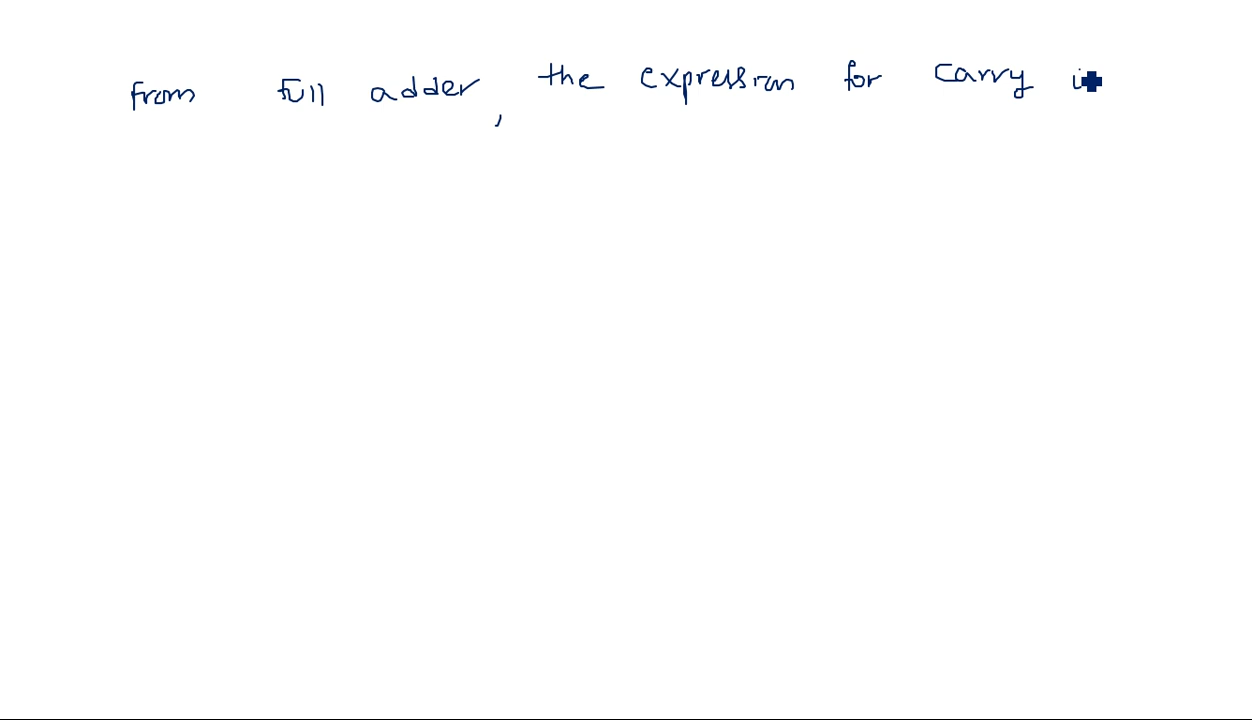 from full adder, the expression for carry i